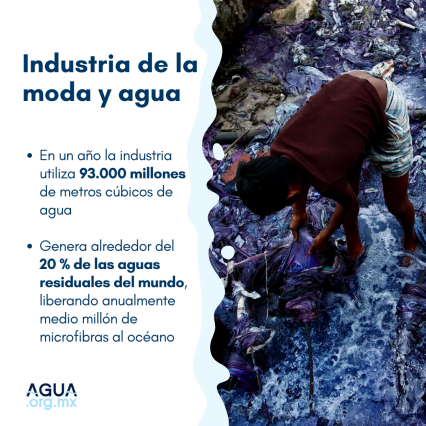 Industria de la
moda y agua
En un año la industria
utiliza 93.000 millones
de metros cúbicos de
agua
Genera alrededor del
20 % de las aguas
residuales del mundo,
liberando anualmente
medio millón de
microfibras al océano
AGUA
.org.mx